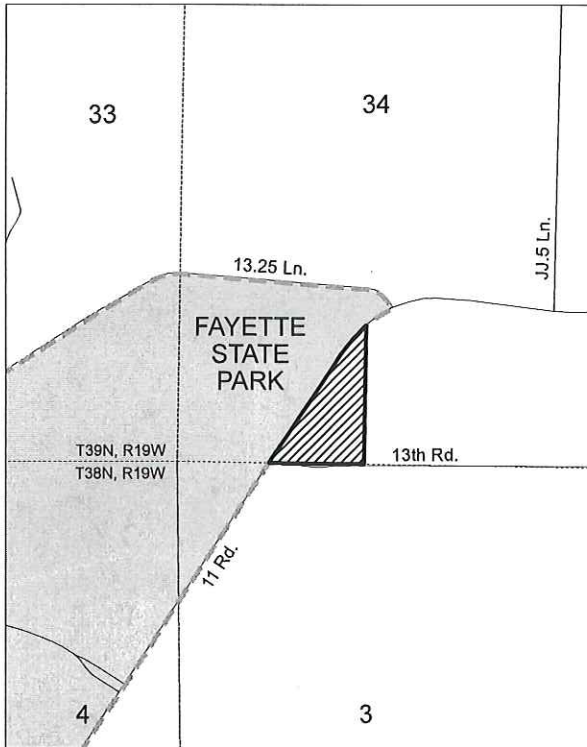 33
34
JJ.5 Ln.
13.25 Ln.
FAYETTE
STATE
PARK
T39N, R19W
T38N, R19W
13th Rd.
11 Rd.
4
3